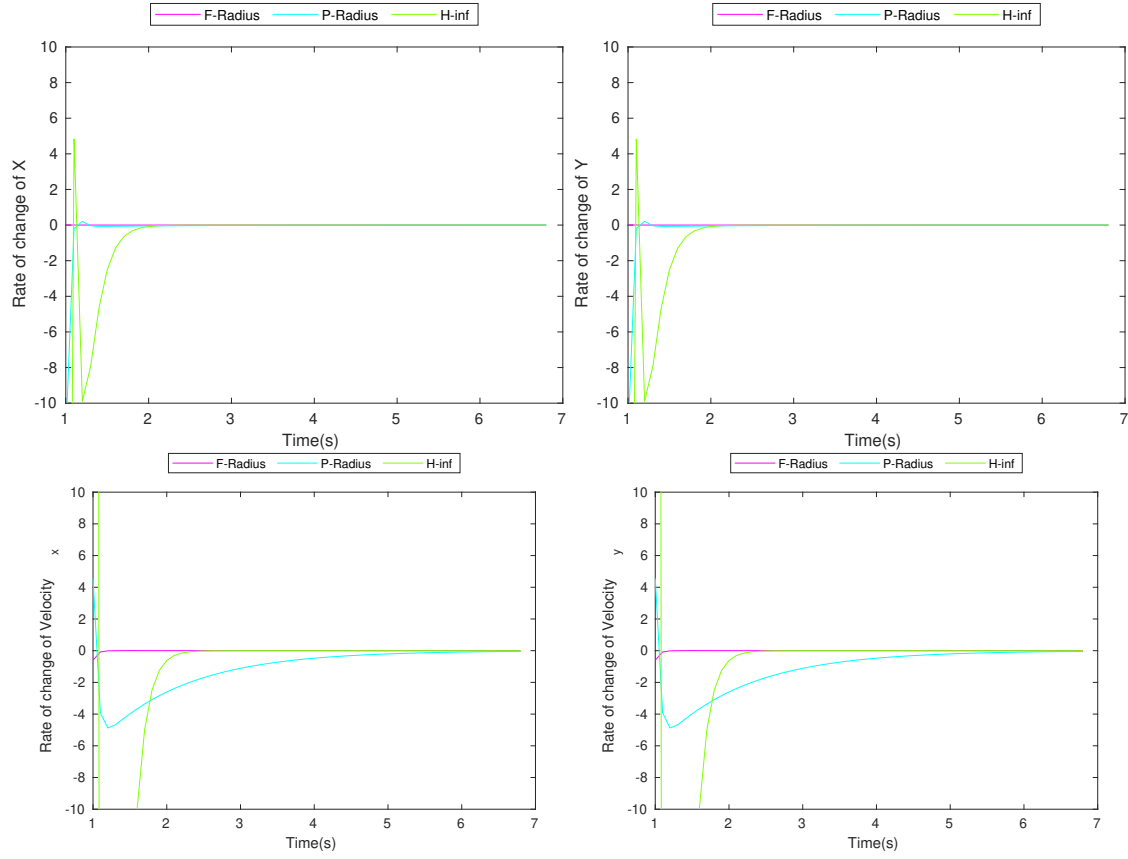 F-Radius P-Radius H-inf
10
8
6
4
2
0
-2
-4
-6
-8
-10
Rate of change of X
1 2 3 4 5 6 7
Time(s)
F-Radius P-Radius H-inf
10
8
6
4
2
0
-2
-4
-6
-8
-10
Rate of change of Y
1 2 3 4 5 6 7
Time(s)
F-Radius P-Radius H-inf
10
8
6
4
2
0
-2
-4
-6
-8
-10
Rate of change of Velocity x
1 2 3 4 5 6 7
Time(s)
F-Radius P-Radius H-inf
10
8
6
4
2
0
-2
-4
-6
-8
-10
Rate of change of Velocity y
1 2 3 4 5 6 7
Time(s)